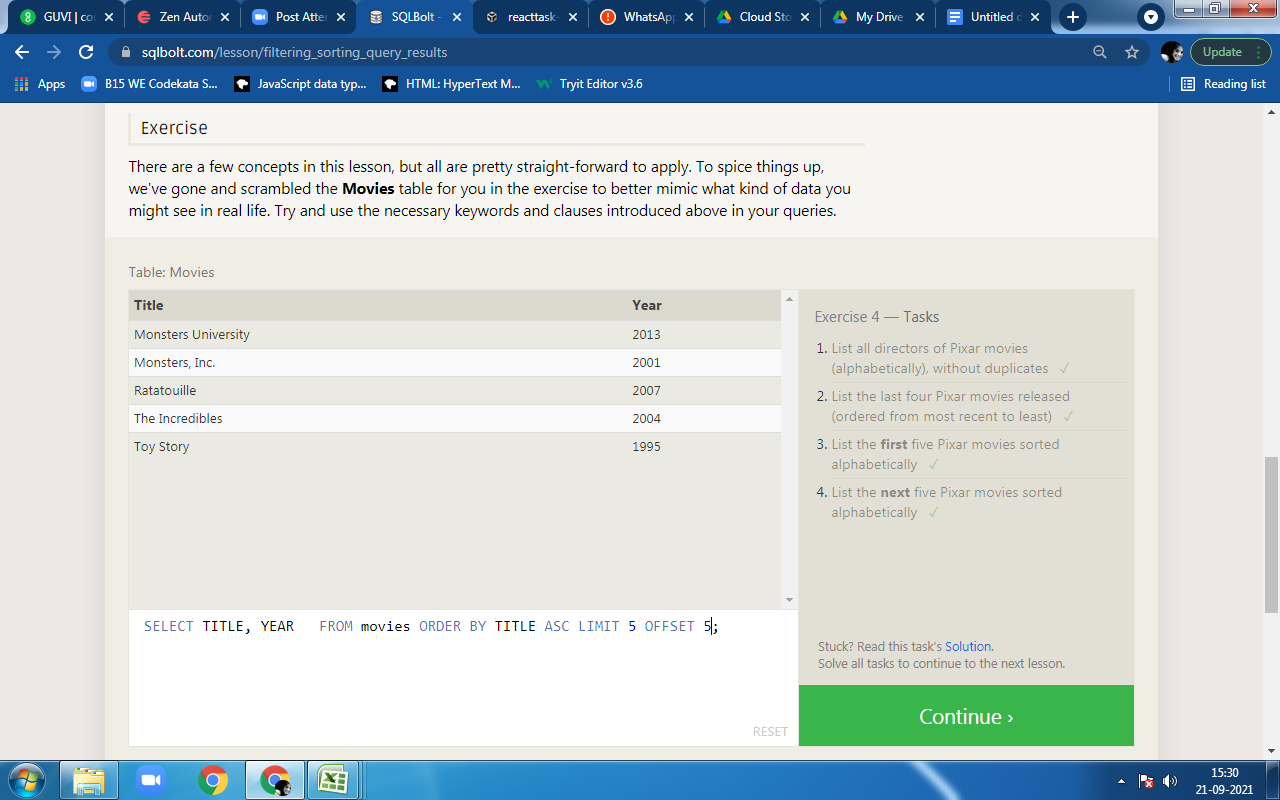 GUVI | co
Zen Autor
Post Atter
SQLBolt -
reacttask-
WhatsApp
Cloud Sto
My Drive
Untitled d
sqlbolt.com/lesson/filtering_sorting_query_results
Update
Apps
B15 WE Codekata S...
JavaScript data typ...
HTML: HyperText M...
Tryit Editor v3.6
Reading list
Exercise
There are a few concepts in this lesson, but all are pretty straight-forward to apply. To spice things up,
we've gone and scrambled the Movies table for you in the exercise to better mimic what kind of data you
might see in real life. Try and use the necessary keywords and clauses introduced above in your queries.
Table: Movies
Title Year
Monsters University 2013
Monsters, Inc. 2001
Ratatouille 2007
The Incredibles 2004
Toy Story 1995
SELECT TITLE, YEAR FROM movies ORDER BY TITLE ASC LIMIT 5 OFFSET 5;
RESET
Exercise 4 — Tasks
1. List all directors of Pixar movies
(alphabetically), without duplicates ✓
2. List the last four Pixar movies released
(ordered from most recent to least) ✓
3. List the first five Pixar movies sorted
alphabetically ✓
4. List the next five Pixar movies sorted
alphabetically ✓
Stuck? Read this task's Solution.
Solve all tasks to continue to the next lesson.
Continue ›
15:30
21-09-2021